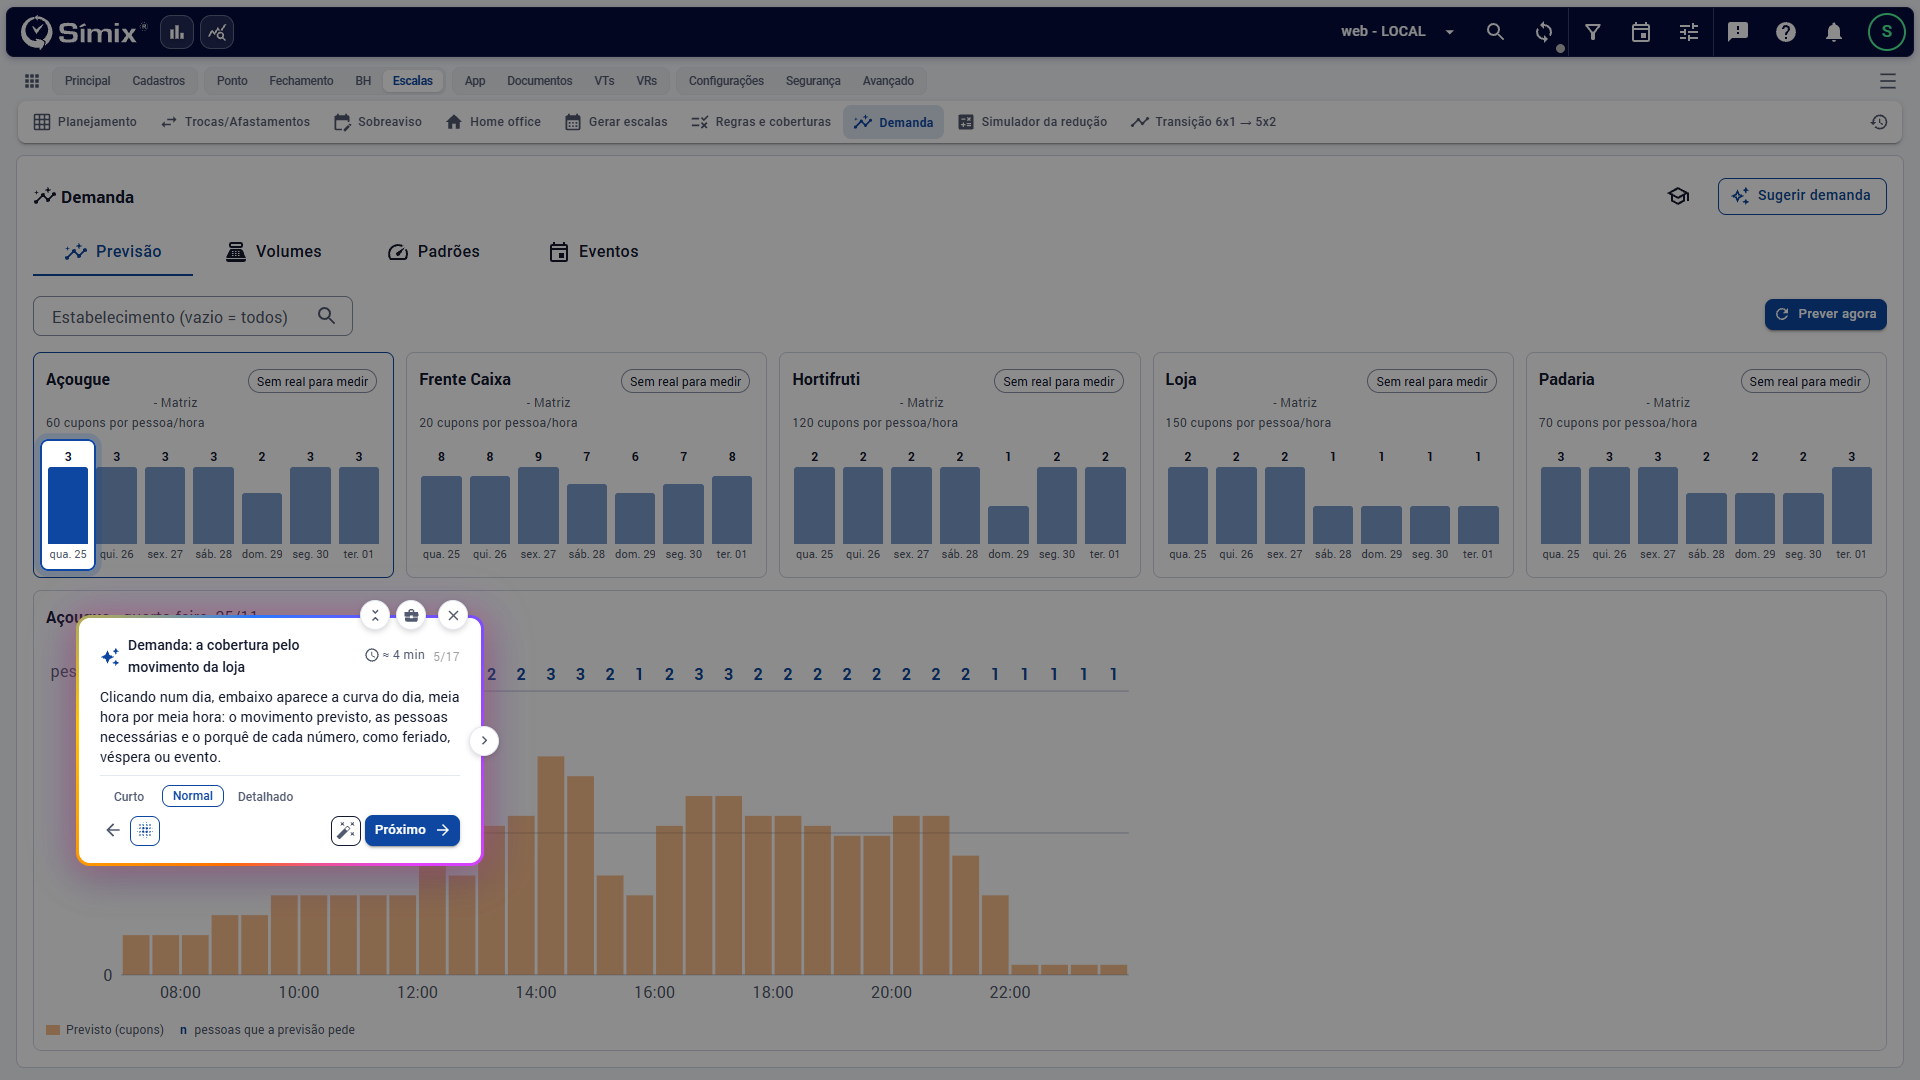 Símix
web - LOCAL
S
Principal Cadastros Ponto Fechamento BH Escalas App Documentos VTs VRs Configurações Segurança Avançado
Planejamento Trocas/Afastamentos Sobreaviso Home office Gerar escalas Regras e coberturas Demanda Simulador da redução Transição 6x1 → 5x2
Demanda
Sugerir demanda
Previsão Volumes Padrões Eventos
Estabelecimento (vazio = todos)
Prever agora
Açougue Sem real para medir
- Matriz
60 cupons por pessoa/hora
3 3 3 3 2 3 3
qua. 25 qui. 26 sex. 27 sáb. 28 dom. 29 seg. 30 ter. 01
Frente Caixa Sem real para medir
- Matriz
20 cupons por pessoa/hora
8 8 9 7 6 7 8
qua. 25 qui. 26 sex. 27 sáb. 28 dom. 29 seg. 30 ter. 01
Hortifruti Sem real para medir
- Matriz
120 cupons por pessoa/hora
2 2 2 2 1 2 2
qua. 25 qui. 26 sex. 27 sáb. 28 dom. 29 seg. 30 ter. 01
Loja Sem real para medir
- Matriz
150 cupons por pessoa/hora
2 2 2 1 1 1 1
qua. 25 qui. 26 sex. 27 sáb. 28 dom. 29 seg. 30 ter. 01
Padaria Sem real para medir
- Matriz
70 cupons por pessoa/hora
3 3 3 2 2 2 3
qua. 25 qui. 26 sex. 27 sáb. 28 dom. 29 seg. 30 ter. 01
Demanda: a cobertura pelo
movimento da loja
≈ 4 min 5/17
Clicando num dia, embaixo aparece a curva do dia, meia
hora por meia hora: o movimento previsto, as pessoas
necessárias e o porquê de cada número, como feriado,
véspera ou evento.
Curto Normal Detalhado
Próximo
2 2 3 3 2 1 2 3 3 2 2 2 2 2 2 2 2 1 1 1 1 1
0
08:00 10:00 12:00 14:00 16:00 18:00 20:00 22:00
Previsto (cupons) n pessoas que a previsão pede